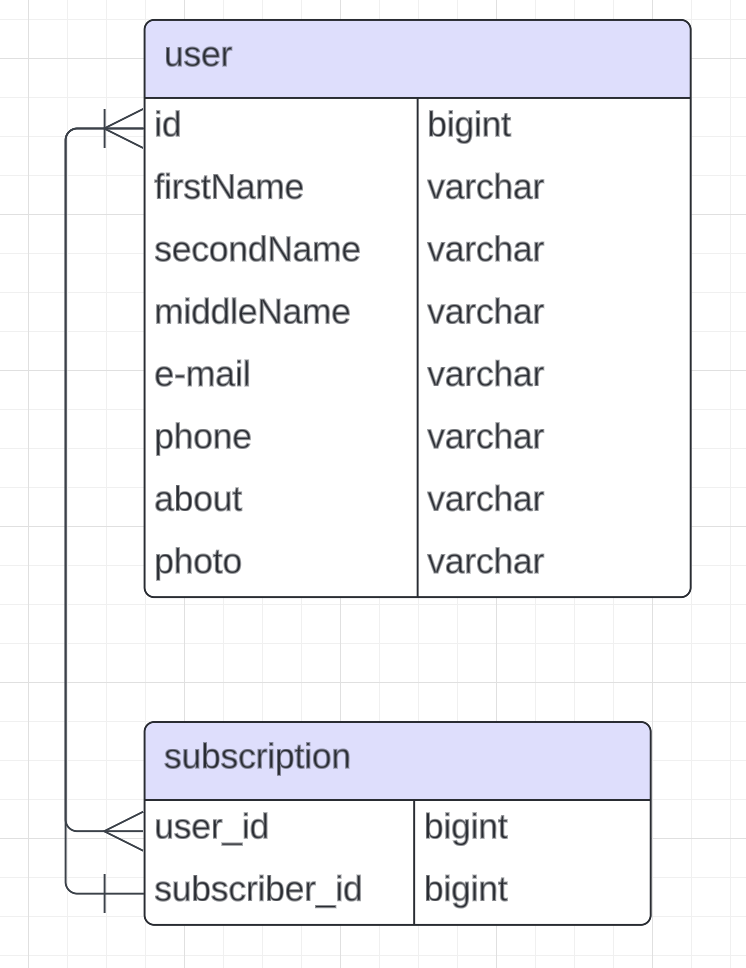 user
id bigint
firstName varchar
secondName varchar
middleName varchar
e-mail varchar
phone varchar
about varchar
photo varchar
subscription
user_id bigint
subscriber_id bigint